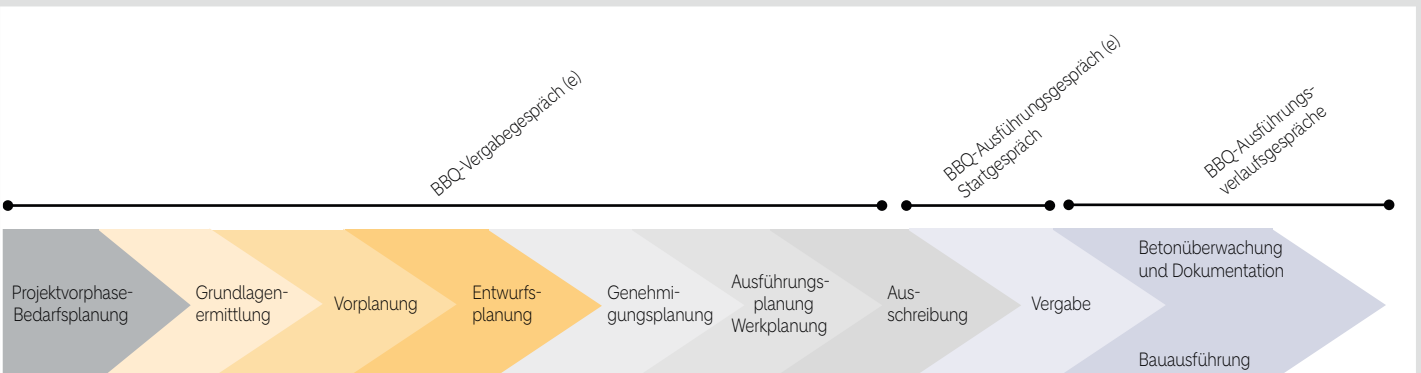 BBQ-Vergabegespräch (e)
BBQ-Ausführungsgespräch (e)
Startgespräch
BBQ-Ausführungs-
verlaufsgespräche
Projektvorphase-
Bedarfsplanung
Grundlagen-
ermittlung
Vorplanung
Entwurfs-
planung
Genehmi-
gungsplanung
Ausführungs-
planung
Werkplanung
Aus-
schreibung
Vergabe
Betonüberwachung
und Dokumentation
Bauausführung